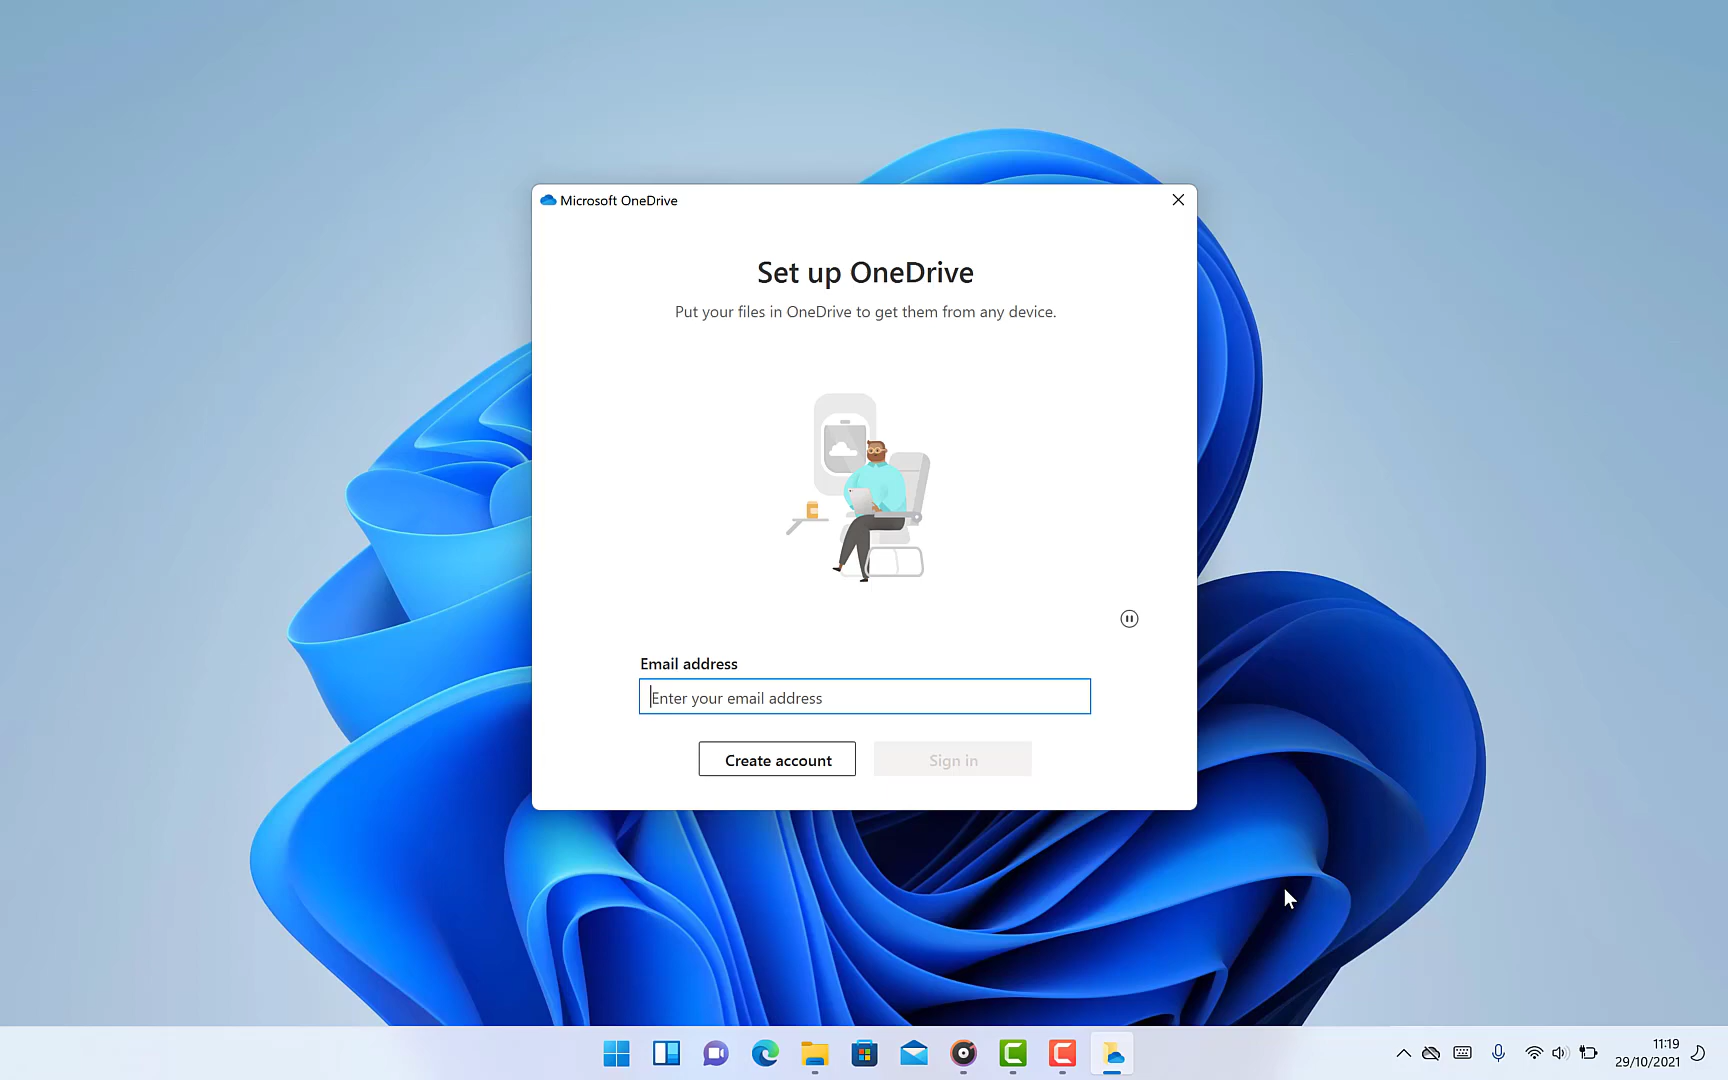 Microsoft OneDrive
Set up OneDrive
Put your files in OneDrive to get them from any device.
Email address
Enter your email address
Create account
Sign in
11:19
29/10/2021